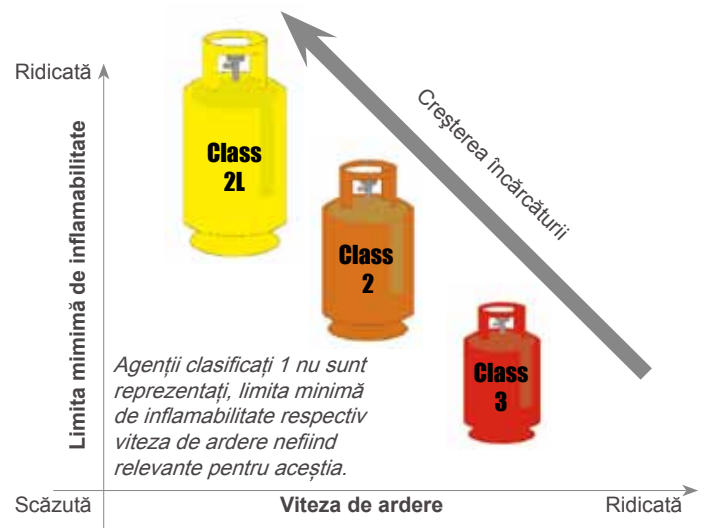 Ridicată
Limita mimimă de inflamabilitate
Class
2L
Creşterea încărcăturii
Class
2
Class
3
Agenții clasificați 1 nu sunt
reprezentați, limita minimă
de inflamabilitate respectiv
viteza de ardere nefiind
relevante pentru aceștia.
Scăzută
Viteza de ardere
Ridicată